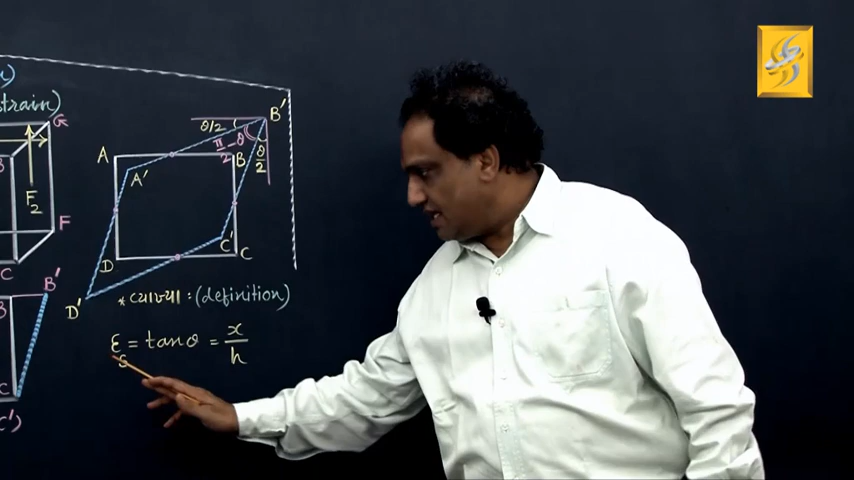 strain)
G
F₂
F
C
B'
C
C')
A
A'
B
B'
θ/2
π/2 - θ
θ/2
C'
C
D
D'
* વ્યાખ્યા : (definition)
εs = tanθ = x/h